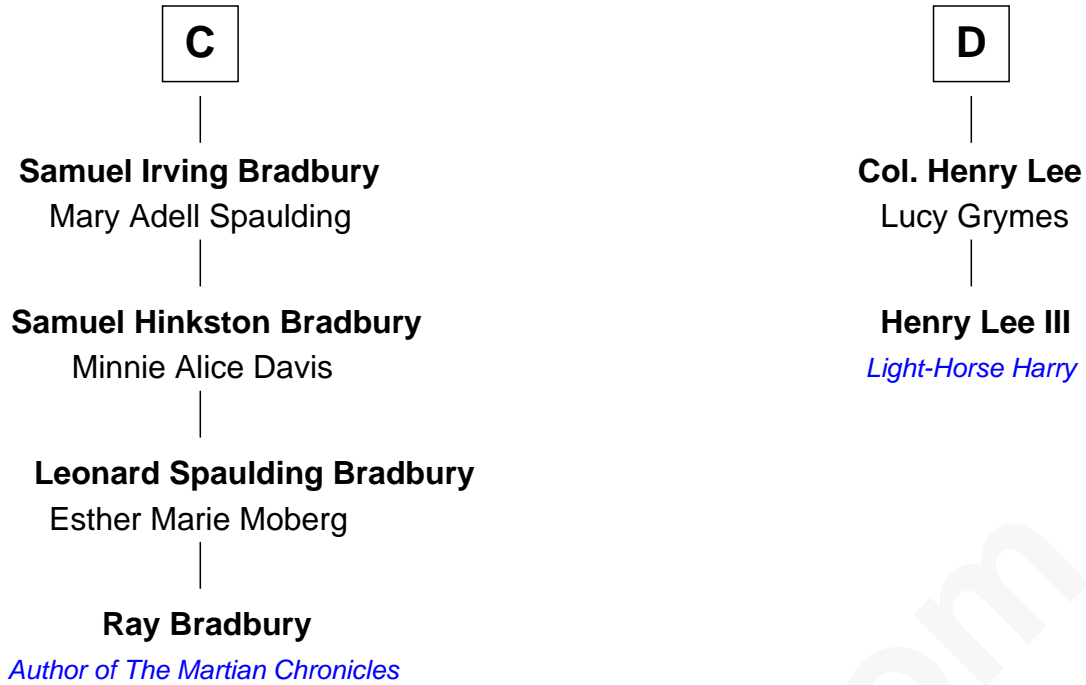 C
Samuel Irving Bradbury
Mary Adell Spaulding
Samuel Hinkston Bradbury
Minnie Alice Davis
Leonard Spaulding Bradbury
Esther Marie Moberg
Ray Bradbury
Author of The Martian Chronicles
D
Col. Henry Lee
Lucy Grymes
Henry Lee III
Light-Horse Harry
om